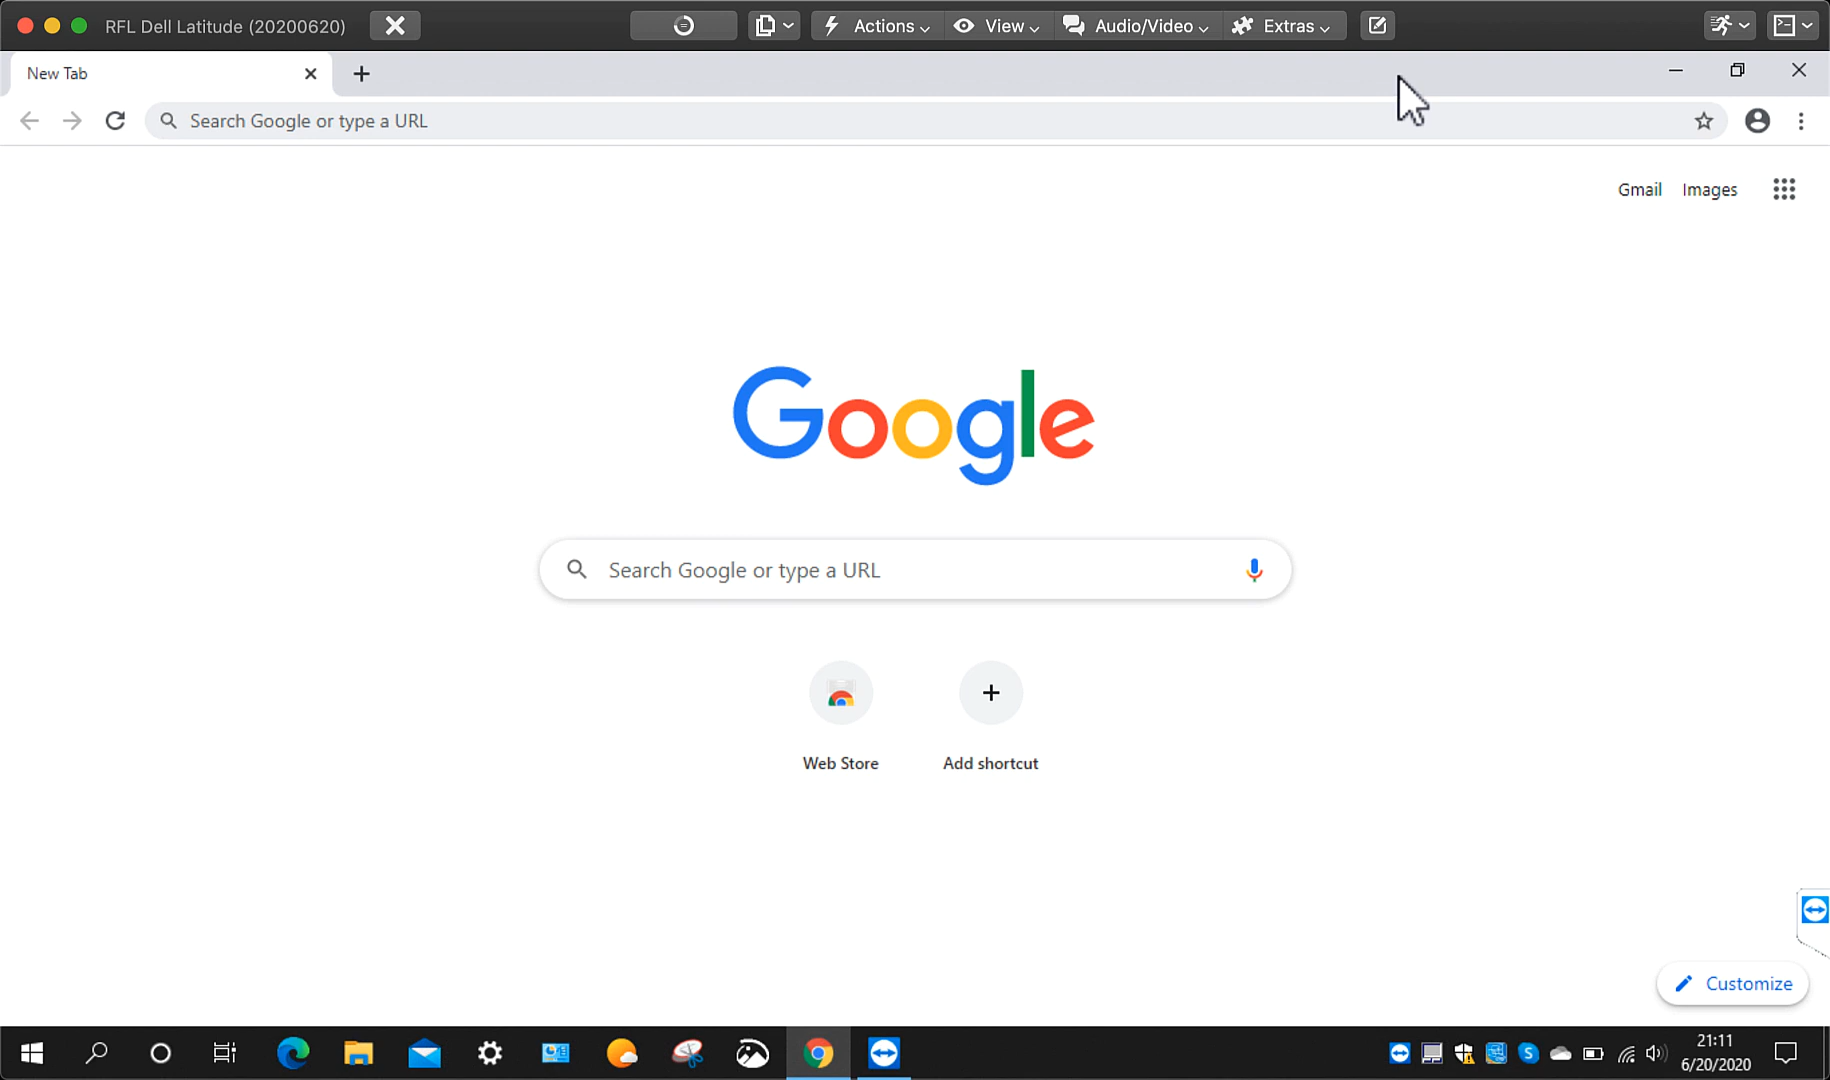 RFL Dell Latitude (20200620)
Actions
View
Audio/Video
Extras
New Tab
Search Google or type a URL
Gmail
Images
Google
Search Google or type a URL
Web Store
Add shortcut
Customize
21:11
6/20/2020